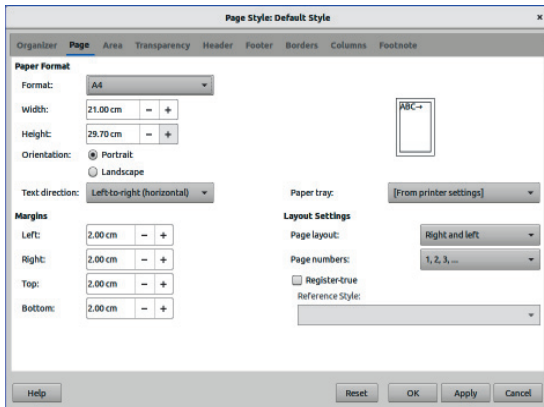 Page Style: Default Style ×
Organizer Page Area Transparency Header Footer Borders Columns Footnote
Paper Format
Format: A4
Width: 21.00 cm − +
Height: 29.70 cm − +
ABC→
Orientation: Portrait
Landscape
Text direction: Left-to-right (horizontal)
Paper tray: [From printer settings]
Margins
Left: 2.00 cm − +
Right: 2.00 cm − +
Top: 2.00 cm − +
Bottom: 2.00 cm − +
Layout Settings
Page layout: Right and left
Page numbers: 1, 2, 3, ...
Register-true
Reference Style:
Help Reset OK Apply Cancel